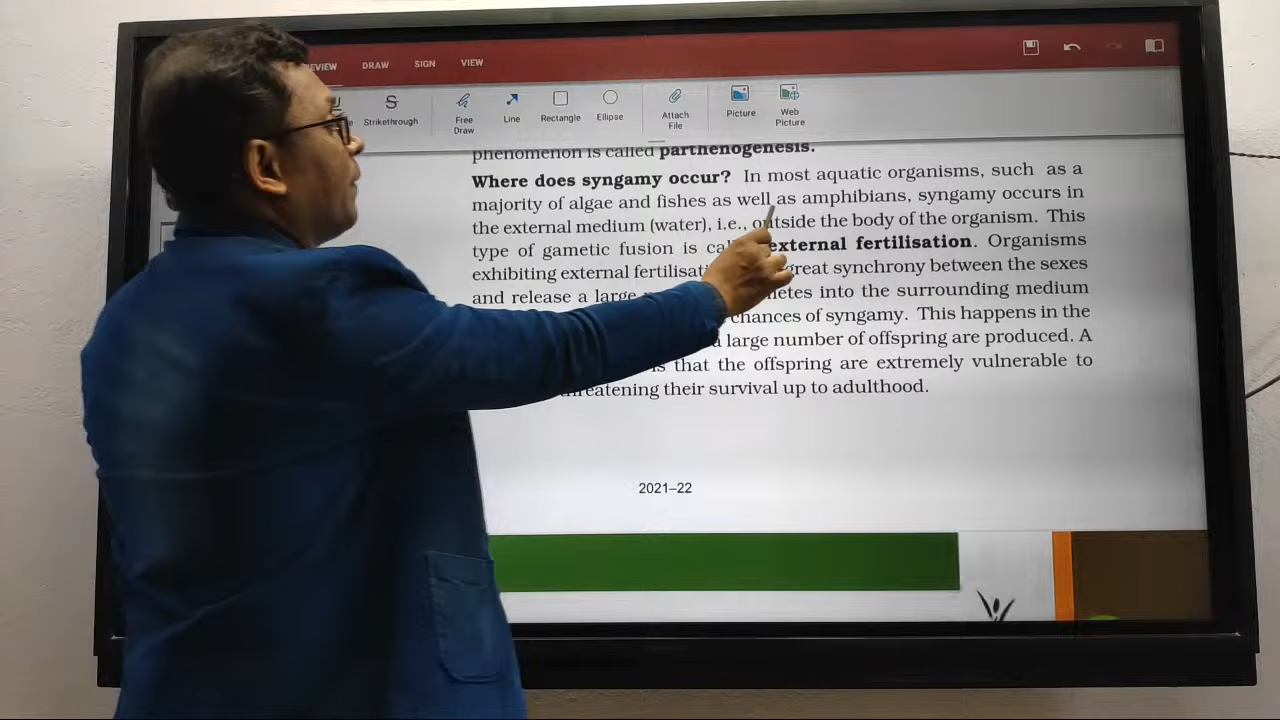 EVIEW DRAW SIGN VIEW
Strikethrough Free Draw Line Rectangle Ellipse Attach File Picture Web Picture
phenomenon is called parthenogenesis.
Where does syngamy occur? In most aquatic organisms, such as a
majority of algae and fishes as well as amphibians, syngamy occurs in
the external medium (water), i.e., outside the body of the organism. This
type of gametic fusion is external fertilisation. Organisms
exhibiting external great synchrony between the sexes
and release a large into the surrounding medium
chances of syngamy. This happens in the
large number of offspring are produced. A
that the offspring are extremely vulnerable to
their survival up to adulthood.
2021–22